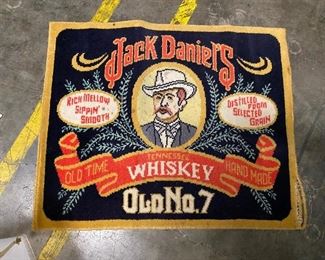 Jack Daniel's
RICH MELLOW
SIPPIN'
SMOOTH
DISTILLED
FROM
SELECTED
GRAIN
OLD TIME
TENNESSEE
WHISKEY
HAND MADE
OLD No. 7